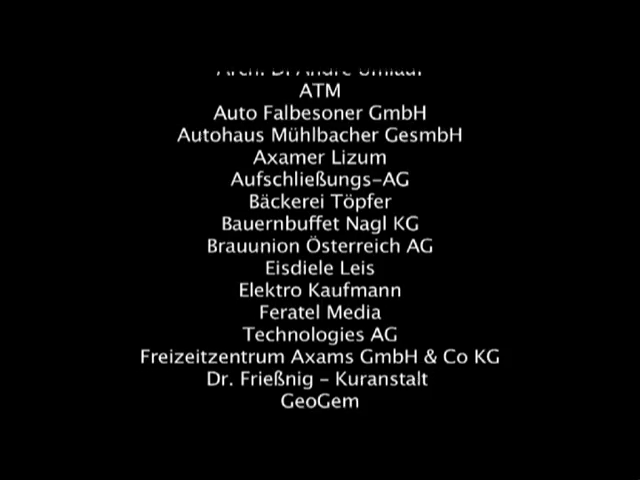 ATM
Auto Falbesoner GmbH
Autohaus Mühlbacher GesmbH
Axamer Lizum
Aufschließungs-AG
Bäckerei Töpfer
Bauernbuffet Nagl KG
Brauunion Österreich AG
Eisdiele Leis
Elektro Kaufmann
Feratel Media
Technologies AG
Freizeitzentrum Axams GmbH & Co KG
Dr. Frießnig – Kuranstalt
GeoGem